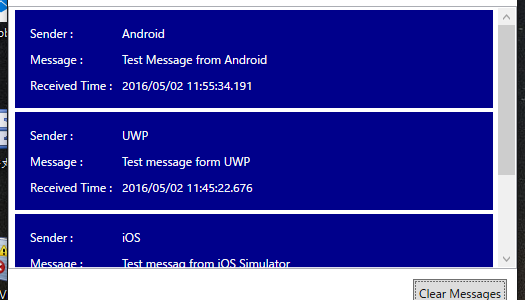 Sender : Android
Message : Test Message from Android
Received Time : 2016/05/02 11:55:34.191
Sender : UWP
Message : Test message form UWP
Received Time : 2016/05/02 11:45:22.676
Sender : iOS
Message : Test messag from iOS Simulator
Clear Messages